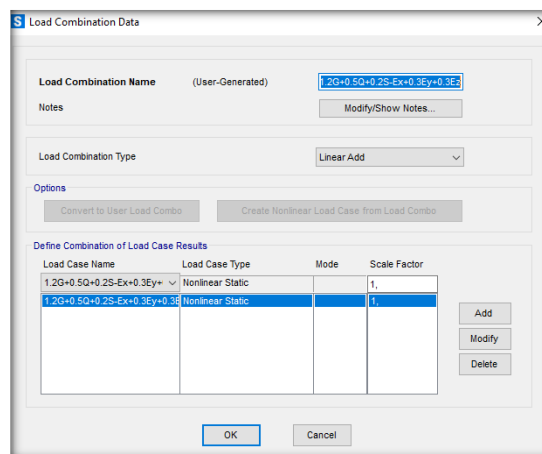 S Load Combination Data
Load Combination Name (User-Generated) 1.2G+0.5Q+0.2S-Ex+0.3Ey+0.3Ez
Notes Modify/Show Notes...
Load Combination Type Linear Add
Options
Convert to User Load Combo Create Nonlinear Load Case from Load Combo
Define Combination of Load Case Results
Load Case Name Load Case Type Mode Scale Factor
1.2G+0.5Q+0.2S-Ex+0.3Ey+ Nonlinear Static 1,
1.2G+0.5Q+0.2S-Ex+0.3Ey+0.3E Nonlinear Static 1,
Add
Modify
Delete
OK Cancel